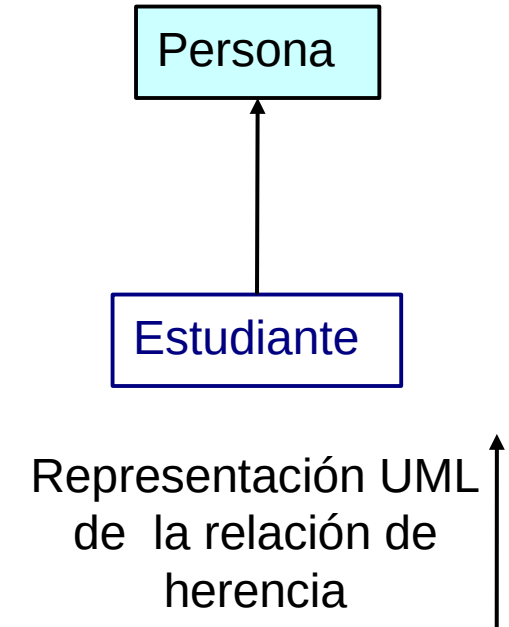 Persona
Estudiante
Representación UML
de la relación de
herencia